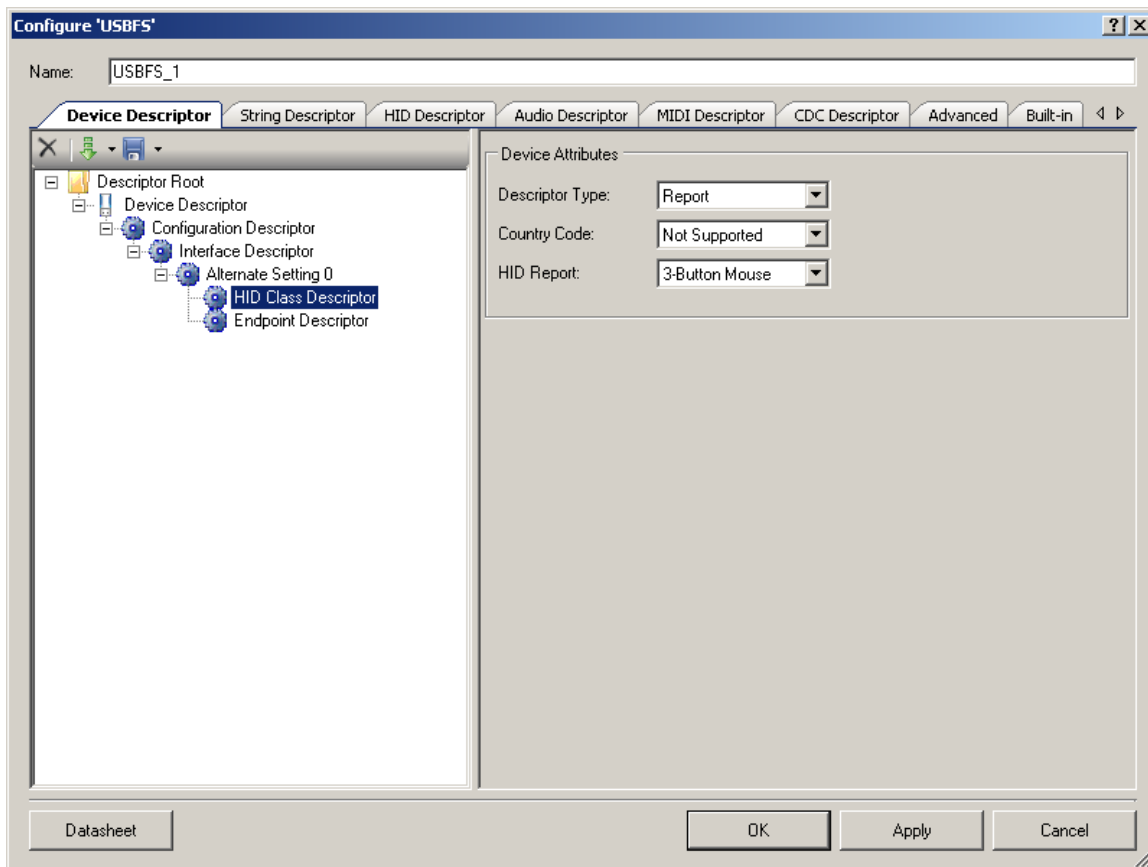 Configure 'USBFS'
Name: USBFS_1
Device Descriptor String Descriptor HID Descriptor Audio Descriptor MIDI Descriptor CDC Descriptor Advanced Built-in
Descriptor Root
Device Descriptor
Configuration Descriptor
Interface Descriptor
Alternate Setting 0
HID Class Descriptor
Endpoint Descriptor
Device Attributes
Descriptor Type: Report
Country Code: Not Supported
HID Report: 3-Button Mouse
Datasheet OK Apply Cancel